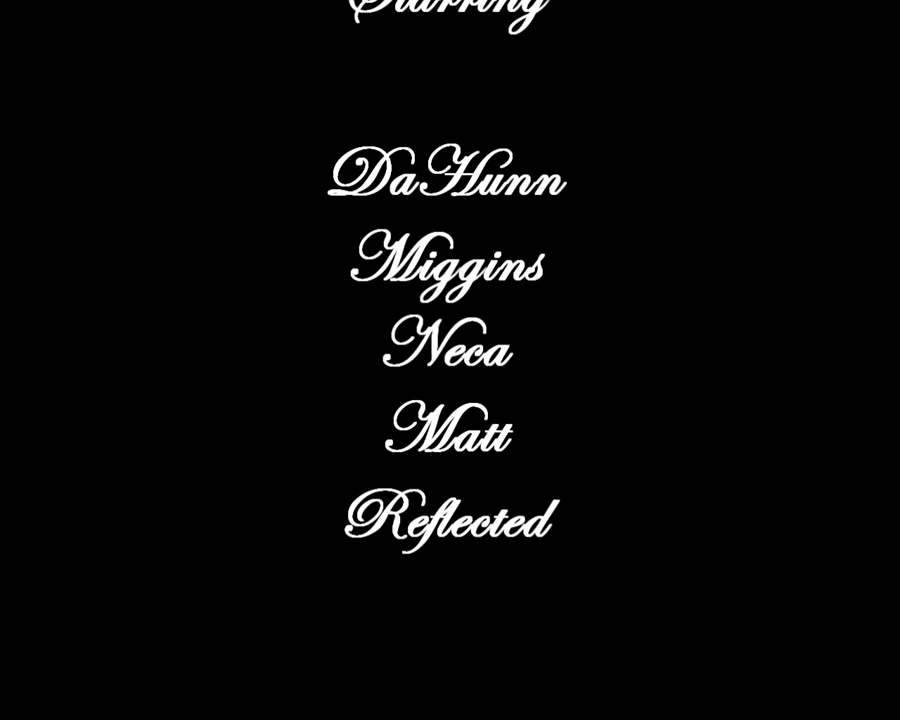 Starring
DaHunn
Miggins
Neca
Matt
Reflected